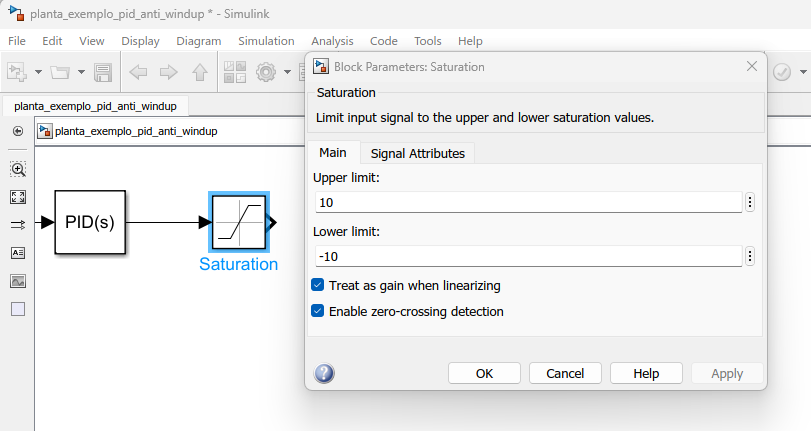 planta_exemplo_pid_anti_windup * - Simulink
File Edit View Display Diagram Simulation Analysis Code Tools Help
planta_exemplo_pid_anti_windup
planta_exemplo_pid_anti_windup
PID(s)
Saturation
Block Parameters: Saturation
Saturation
Limit input signal to the upper and lower saturation values.
Main Signal Attributes
Upper limit:
10
Lower limit:
-10
Treat as gain when linearizing
Enable zero-crossing detection
? OK Cancel Help Apply